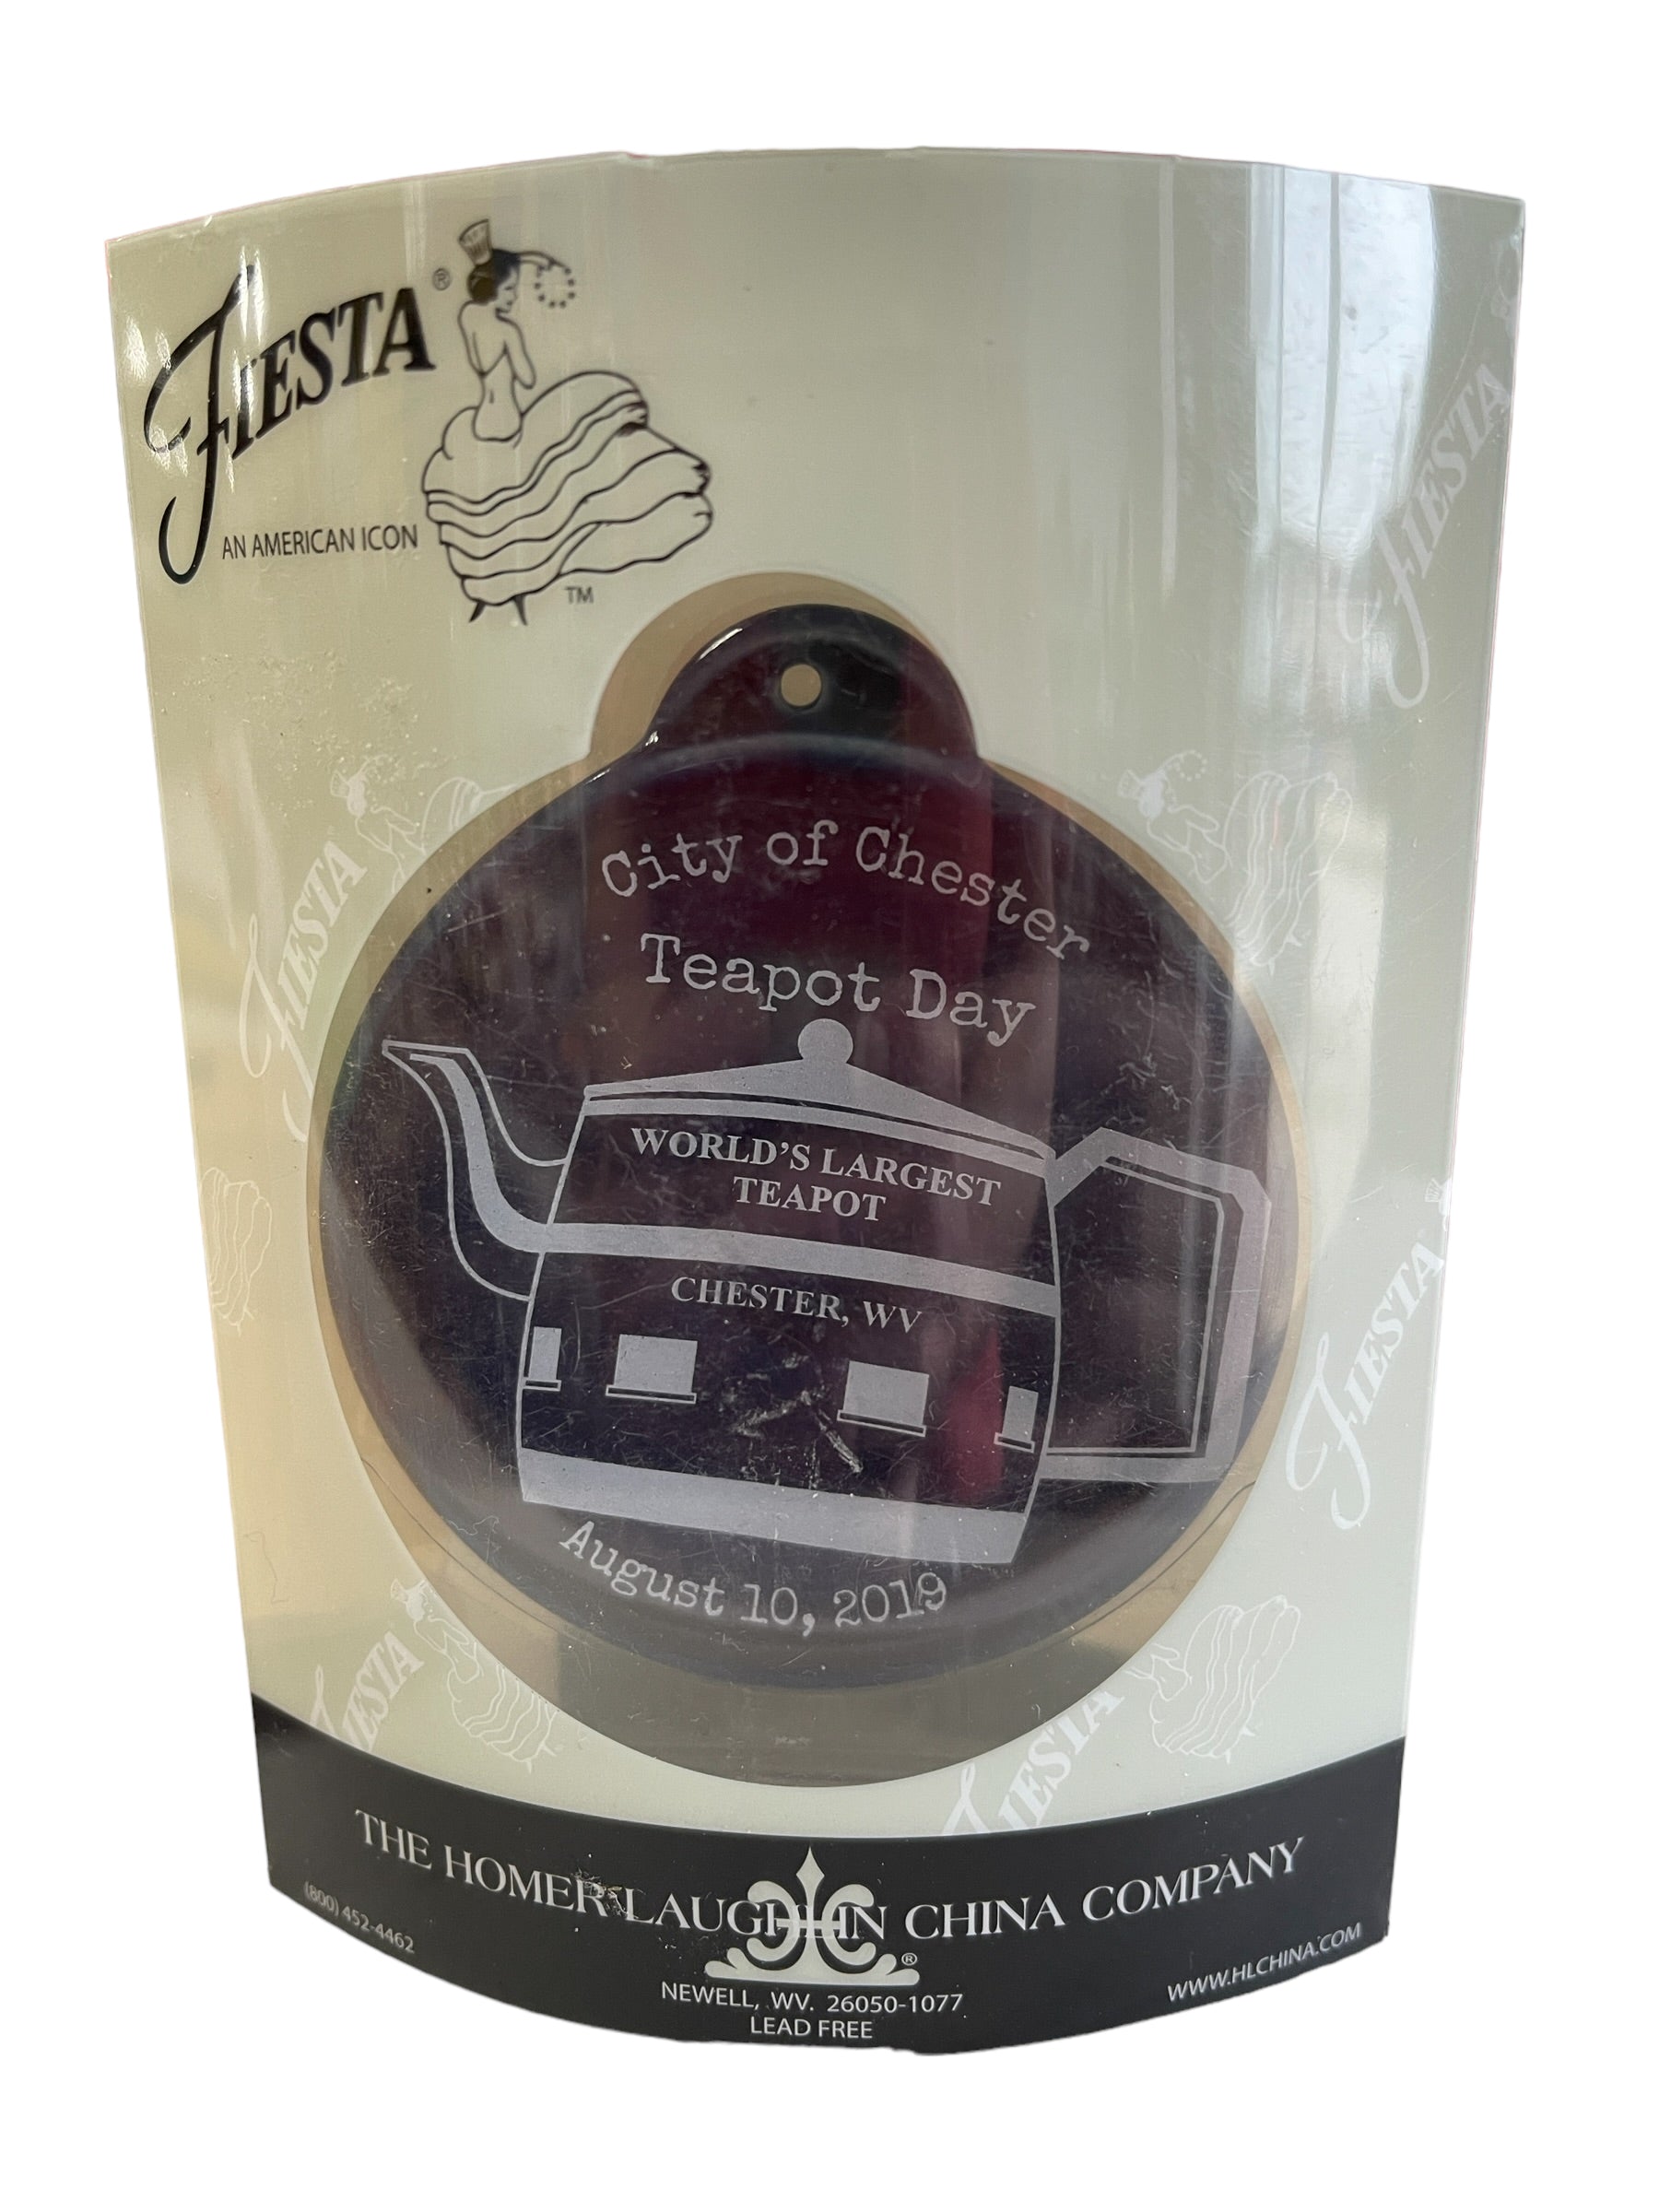 FIESTA®
AN AMERICAN ICON
TM
City of Chester
Teapot Day
WORLD'S LARGEST
TEAPOT
CHESTER, WV
August 10, 2019
FIESTA
FIESTA
FIESTA
FIESTA
FIESTA
THE HOMER LAUGHLIN CHINA COMPANY
(800) 452-4462
®
WWW.HLCHINA.COM
NEWELL, WV. 26050-1077
LEAD FREE